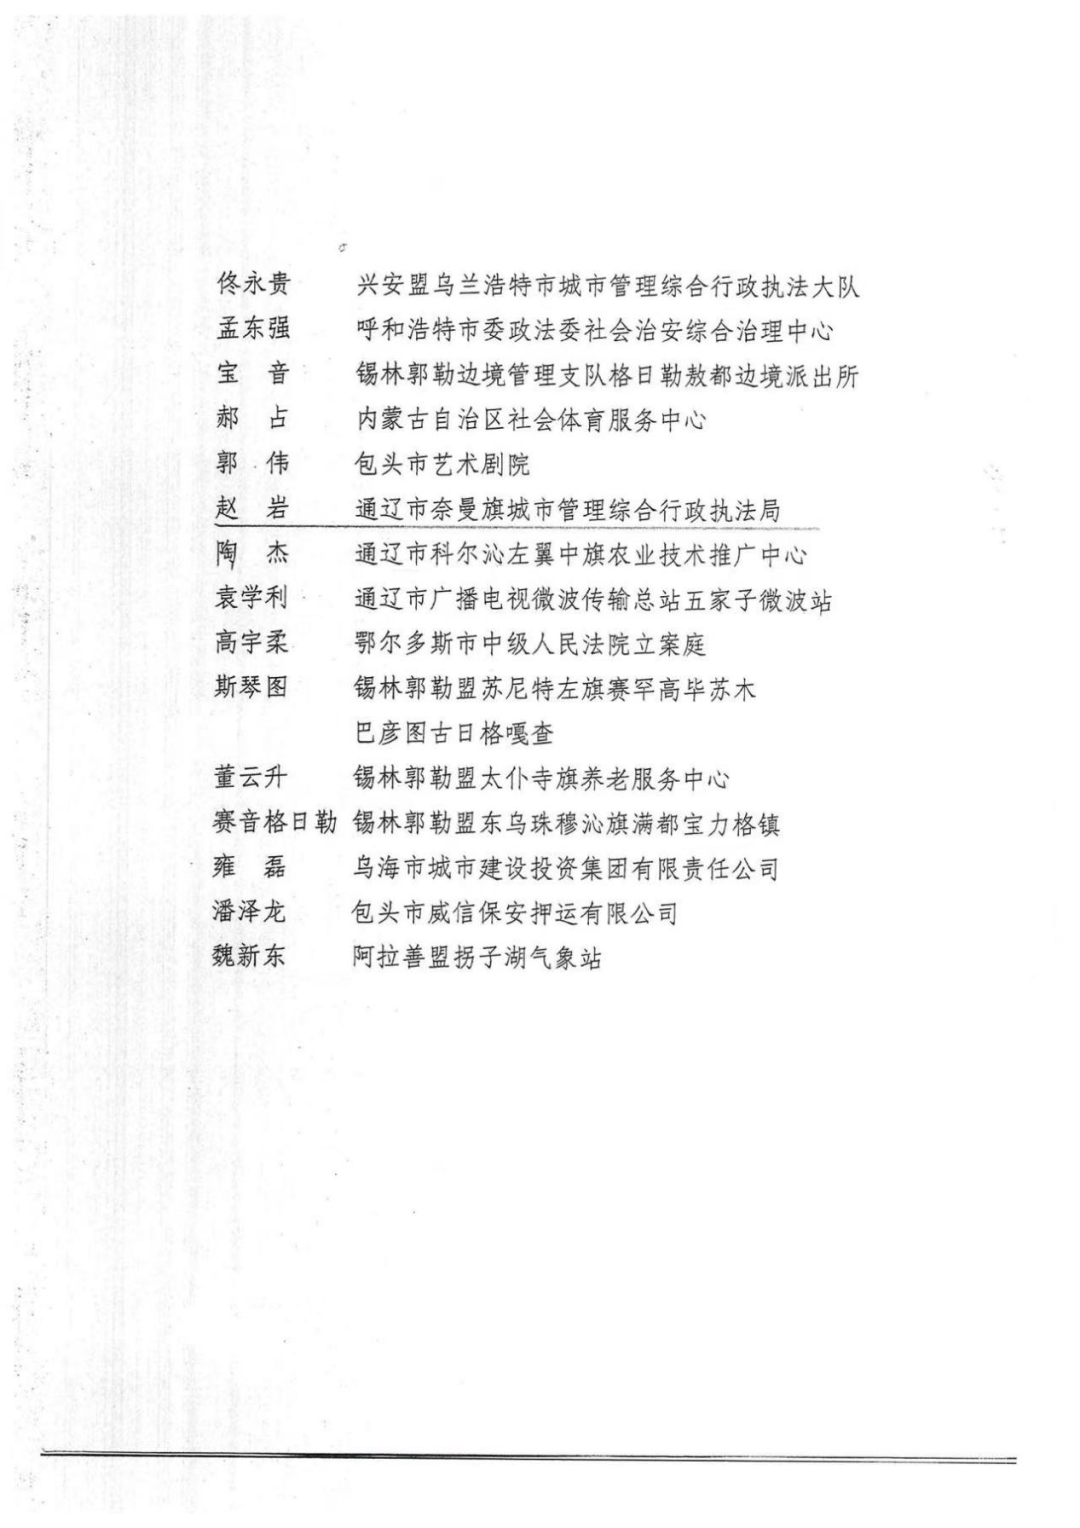 佟永贵 兴安盟乌兰浩特市城市管理综合行政执法大队
孟东强 呼和浩特市委政法委社会治安综合治理中心
宝 音 锡林郭勒边境管理支队格日勒敖都边境派出所
郝 占 内蒙古自治区社会体育服务中心
郭 伟 包头市艺术剧院
赵 岩 通辽市奈曼旗城市管理综合行政执法局
陶 杰 通辽市科尔沁左翼中旗农业技术推广中心
袁学利 通辽市广播电视微波传输总站五家子微波站
高宇柔 鄂尔多斯市中级人民法院立案庭
斯琴图 锡林郭勒盟苏尼特左旗赛罕高毕苏木
巴彦图古日格嘎查
董云升 锡林郭勒盟太仆寺旗养老服务中心
赛音格日勒 锡林郭勒盟东乌珠穆沁旗满都宝力格镇
雍 磊 乌海市城市建设投资集团有限责任公司
潘泽龙 包头市威信保安押运有限公司
魏新东 阿拉善盟拐子湖气象站